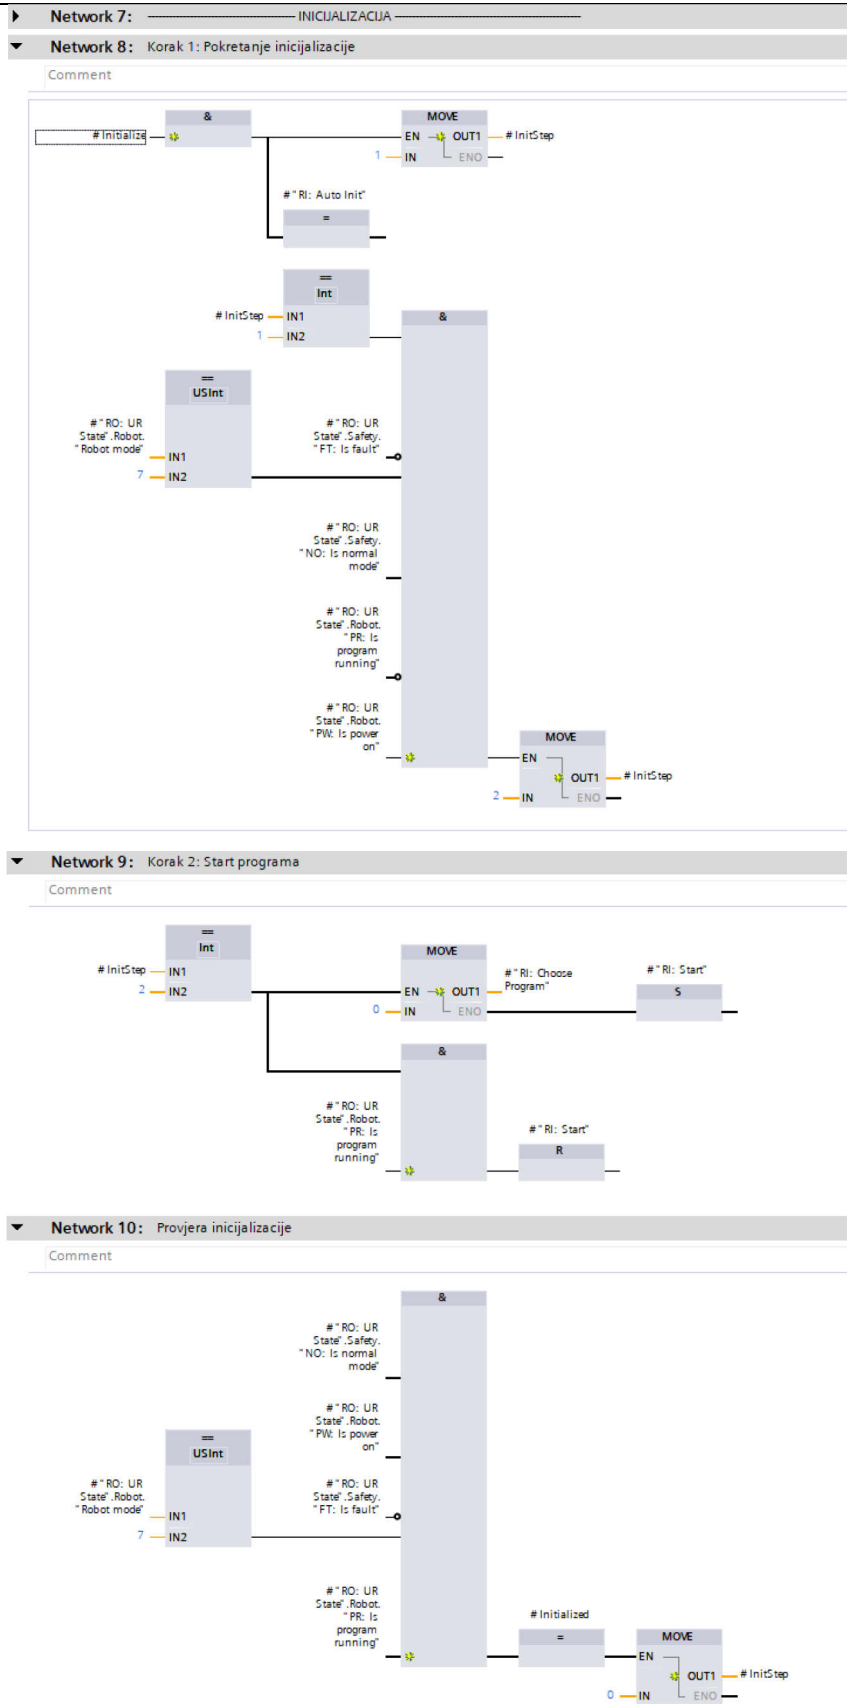 Network 7: ---------- INICIJALIZACIJA ----------
Network 8: Korak 1: Pokretanje inicijalizacije
Comment
&
MOVE
#Initialize
EN OUT1 #InitStep
1 IN ENO
#"RI: Auto Init"
=
==
Int
#InitStep IN1
1 IN2
&
==
USInt
#"RO: UR
State".Robot.
"Robot mode"
IN1
7 IN2
#"RO: UR
State".Safety.
"FT: Is fault"
#"RO: UR
State".Safety.
"NO: Is normal
mode"
#"RO: UR
State".Robot.
"PR: Is
program
running"
#"RO: UR
State".Robot.
"PW: Is power
on"
MOVE
EN
OUT1 #InitStep
2 IN ENO
Network 9: Korak 2: Start programa
Comment
==
Int
#InitStep IN1
2 IN2
MOVE
EN OUT1
0 IN ENO
#"RI: Choose
Program"
#"RI: Start"
S
&
#"RO: UR
State".Robot.
"PR: Is
program
running"
#"RI: Start"
R
Network 10: Provjera inicijalizacije
Comment
&
#"RO: UR
State".Safety.
"NO: Is normal
mode"
#"RO: UR
State".Robot.
"PW: Is power
on"
==
USInt
#"RO: UR
State".Robot.
"Robot mode"
IN1
7 IN2
#"RO: UR
State".Safety.
"FT: Is fault"
#"RO: UR
State".Robot.
"PR: Is
program
running"
#Initialized
=
MOVE
EN
OUT1 #InitStep
0 IN ENO